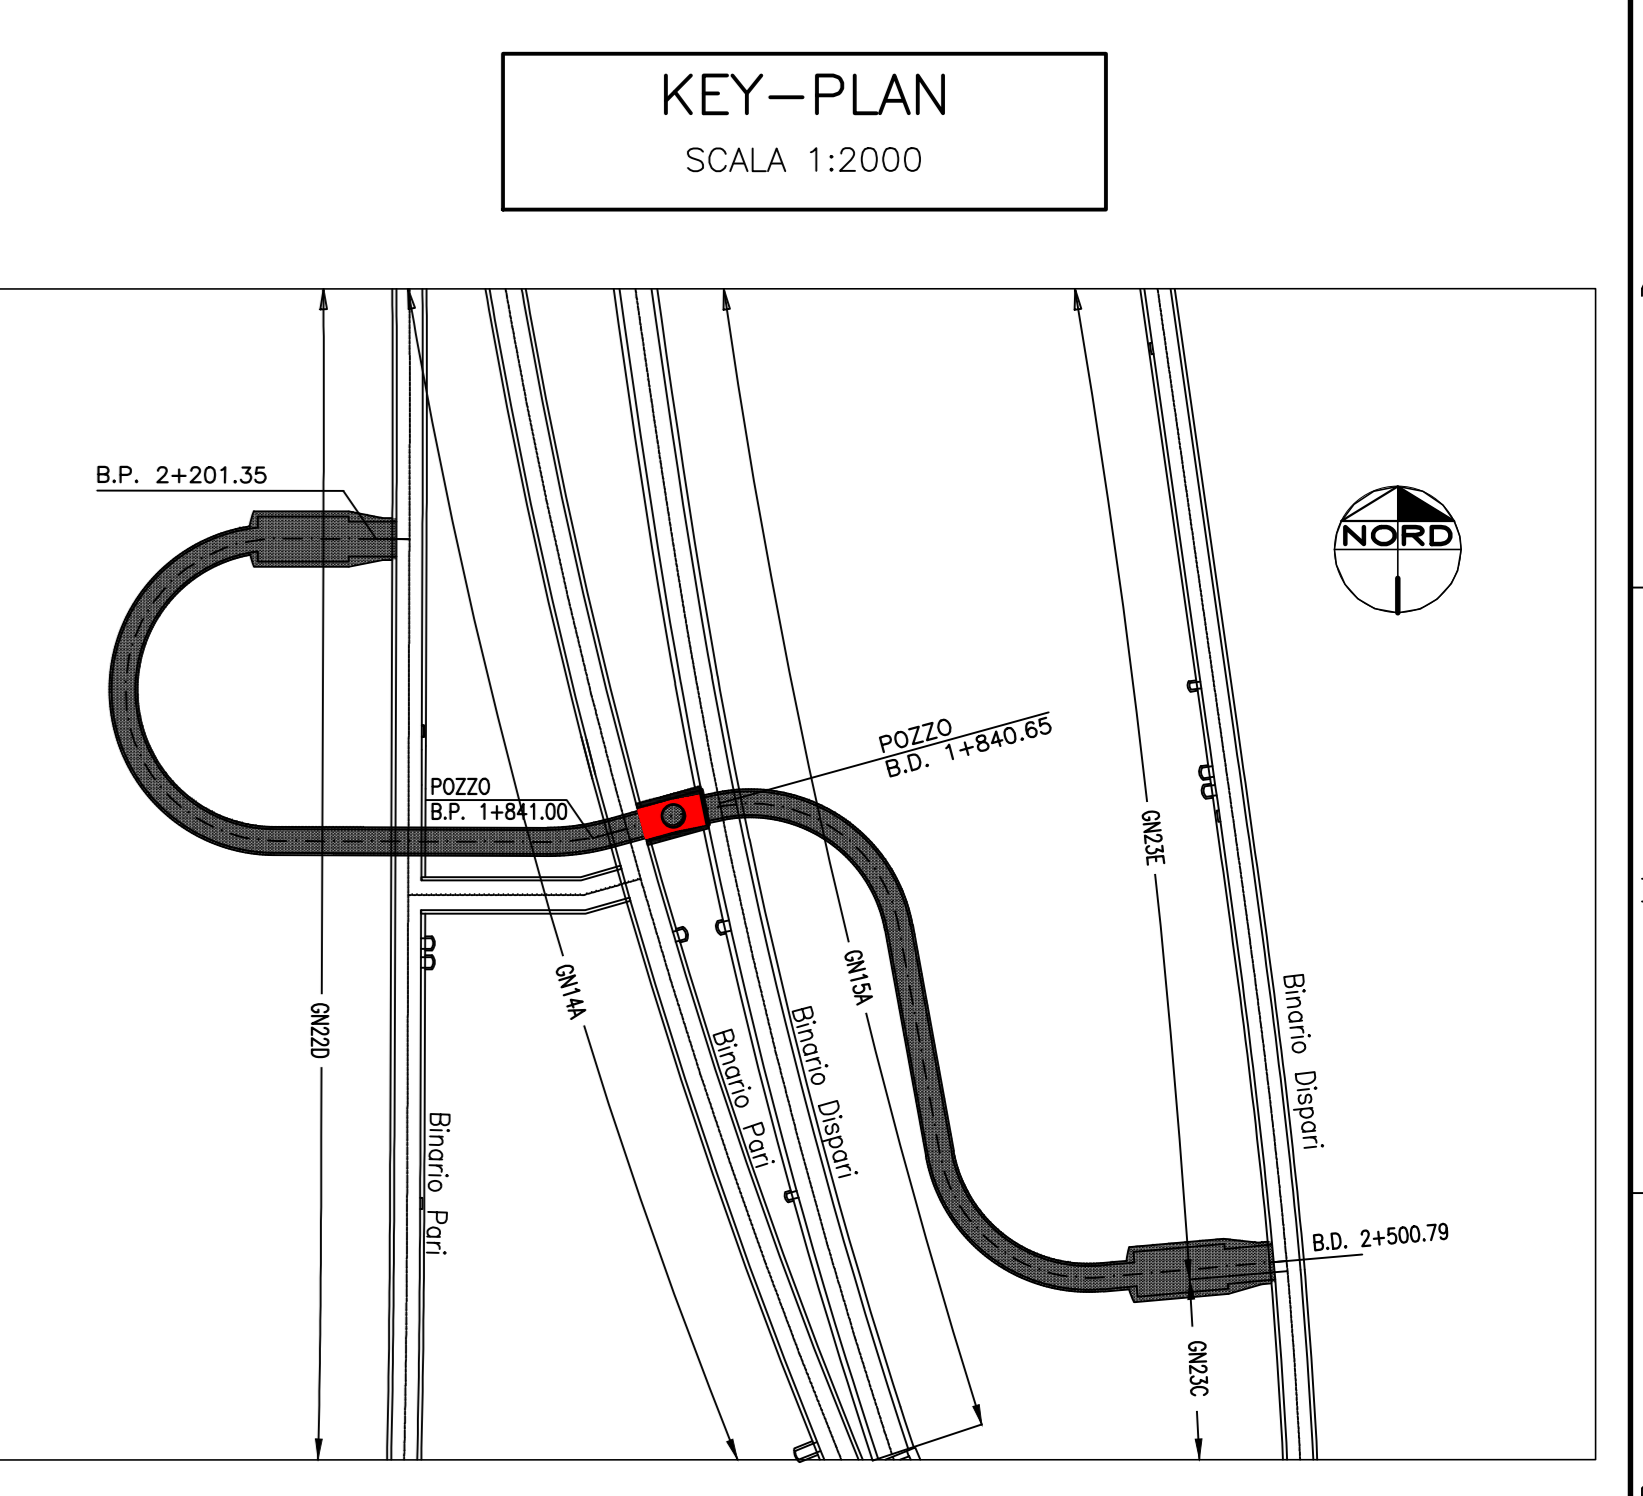 KEY-PLAN
SCALA 1:2000
B.P. 2+201.35
NORD
POZZO
B.D. 1+840.65
POZZO
B.P. 1+841.00
GN23E
GN14A
GN15A
GN22D
Binario Dispari
Binario Dispari
Binario Pari
Binario Pari
B.D. 2+500.79
GN23C